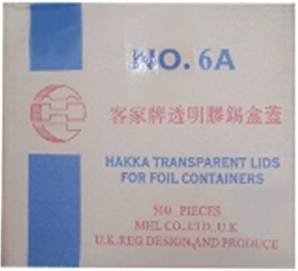 NO. 6A
客家牌透明膠錫盒蓋
HAKKA TRANSPARENT LIDS
FOR FOIL CONTAINERS
500 PIECES
MHL CO.,LTD.,U.K
U.K.REG.DESIGN,AND PRODUCE